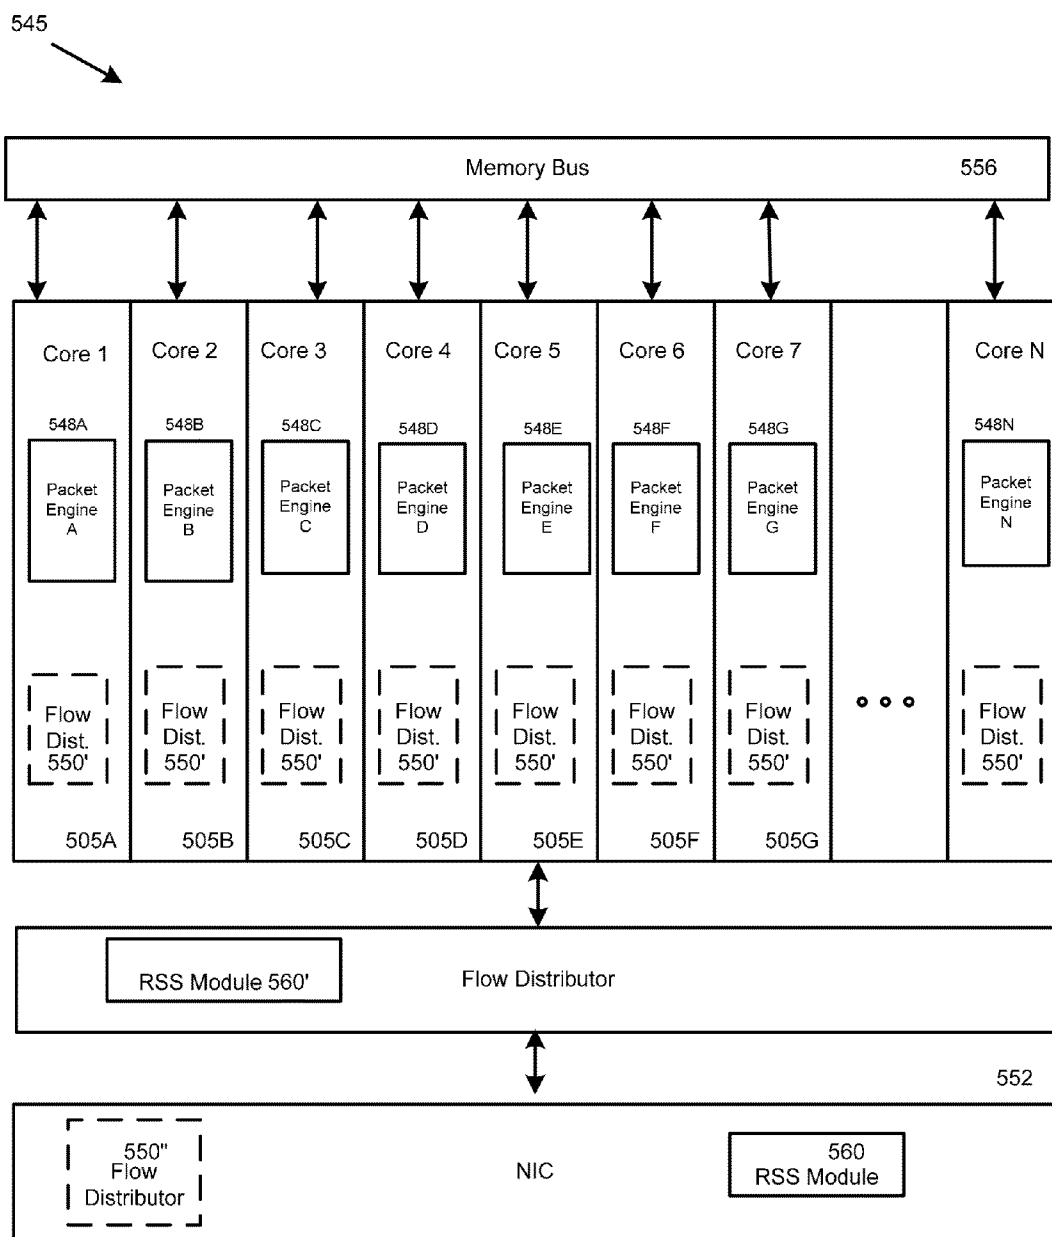 545
Memory Bus 556
Core 1 Core 2 Core 3 Core 4 Core 5 Core 6 Core 7 Core N
548A 548B 548C 548D 548E 548F 548G 548N
Packet Packet Packet Packet Packet Packet Packet Packet
Engine Engine Engine Engine Engine Engine Engine Engine
A B C D E F G N
Flow Flow Flow Flow Flow Flow Flow Flow
Dist. Dist. Dist. Dist. Dist. Dist. Dist. Dist.
550' 550' 550' 550' 550' 550' 550' 550'
505A 505B 505C 505D 505E 505F 505G
RSS Module 560' Flow Distributor
552
550"
Flow
Distributor
NIC
560
RSS Module